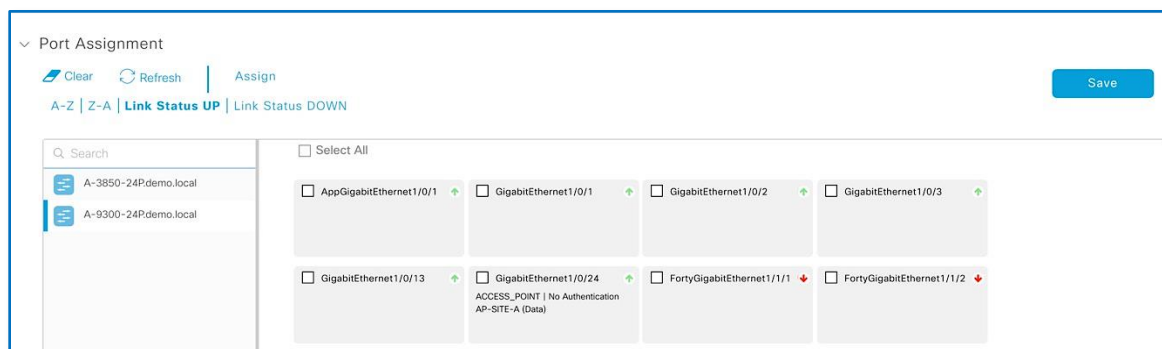 Port Assignment
Clear Refresh Assign
Save
A-Z | Z-A | Link Status UP | Link Status DOWN
Search
A-3850-24P.demo.local
A-9300-24P.demo.local
Select All
AppGigabitEthernet1/0/1 GigabitEthernet1/0/1 GigabitEthernet1/0/2 GigabitEthernet1/0/3
GigabitEthernet1/0/13 GigabitEthernet1/0/24 FortyGigabitEthernet1/1/1 FortyGigabitEthernet1/1/2
ACCESS_POINT | No Authentication
AP-SITE-A (Data)